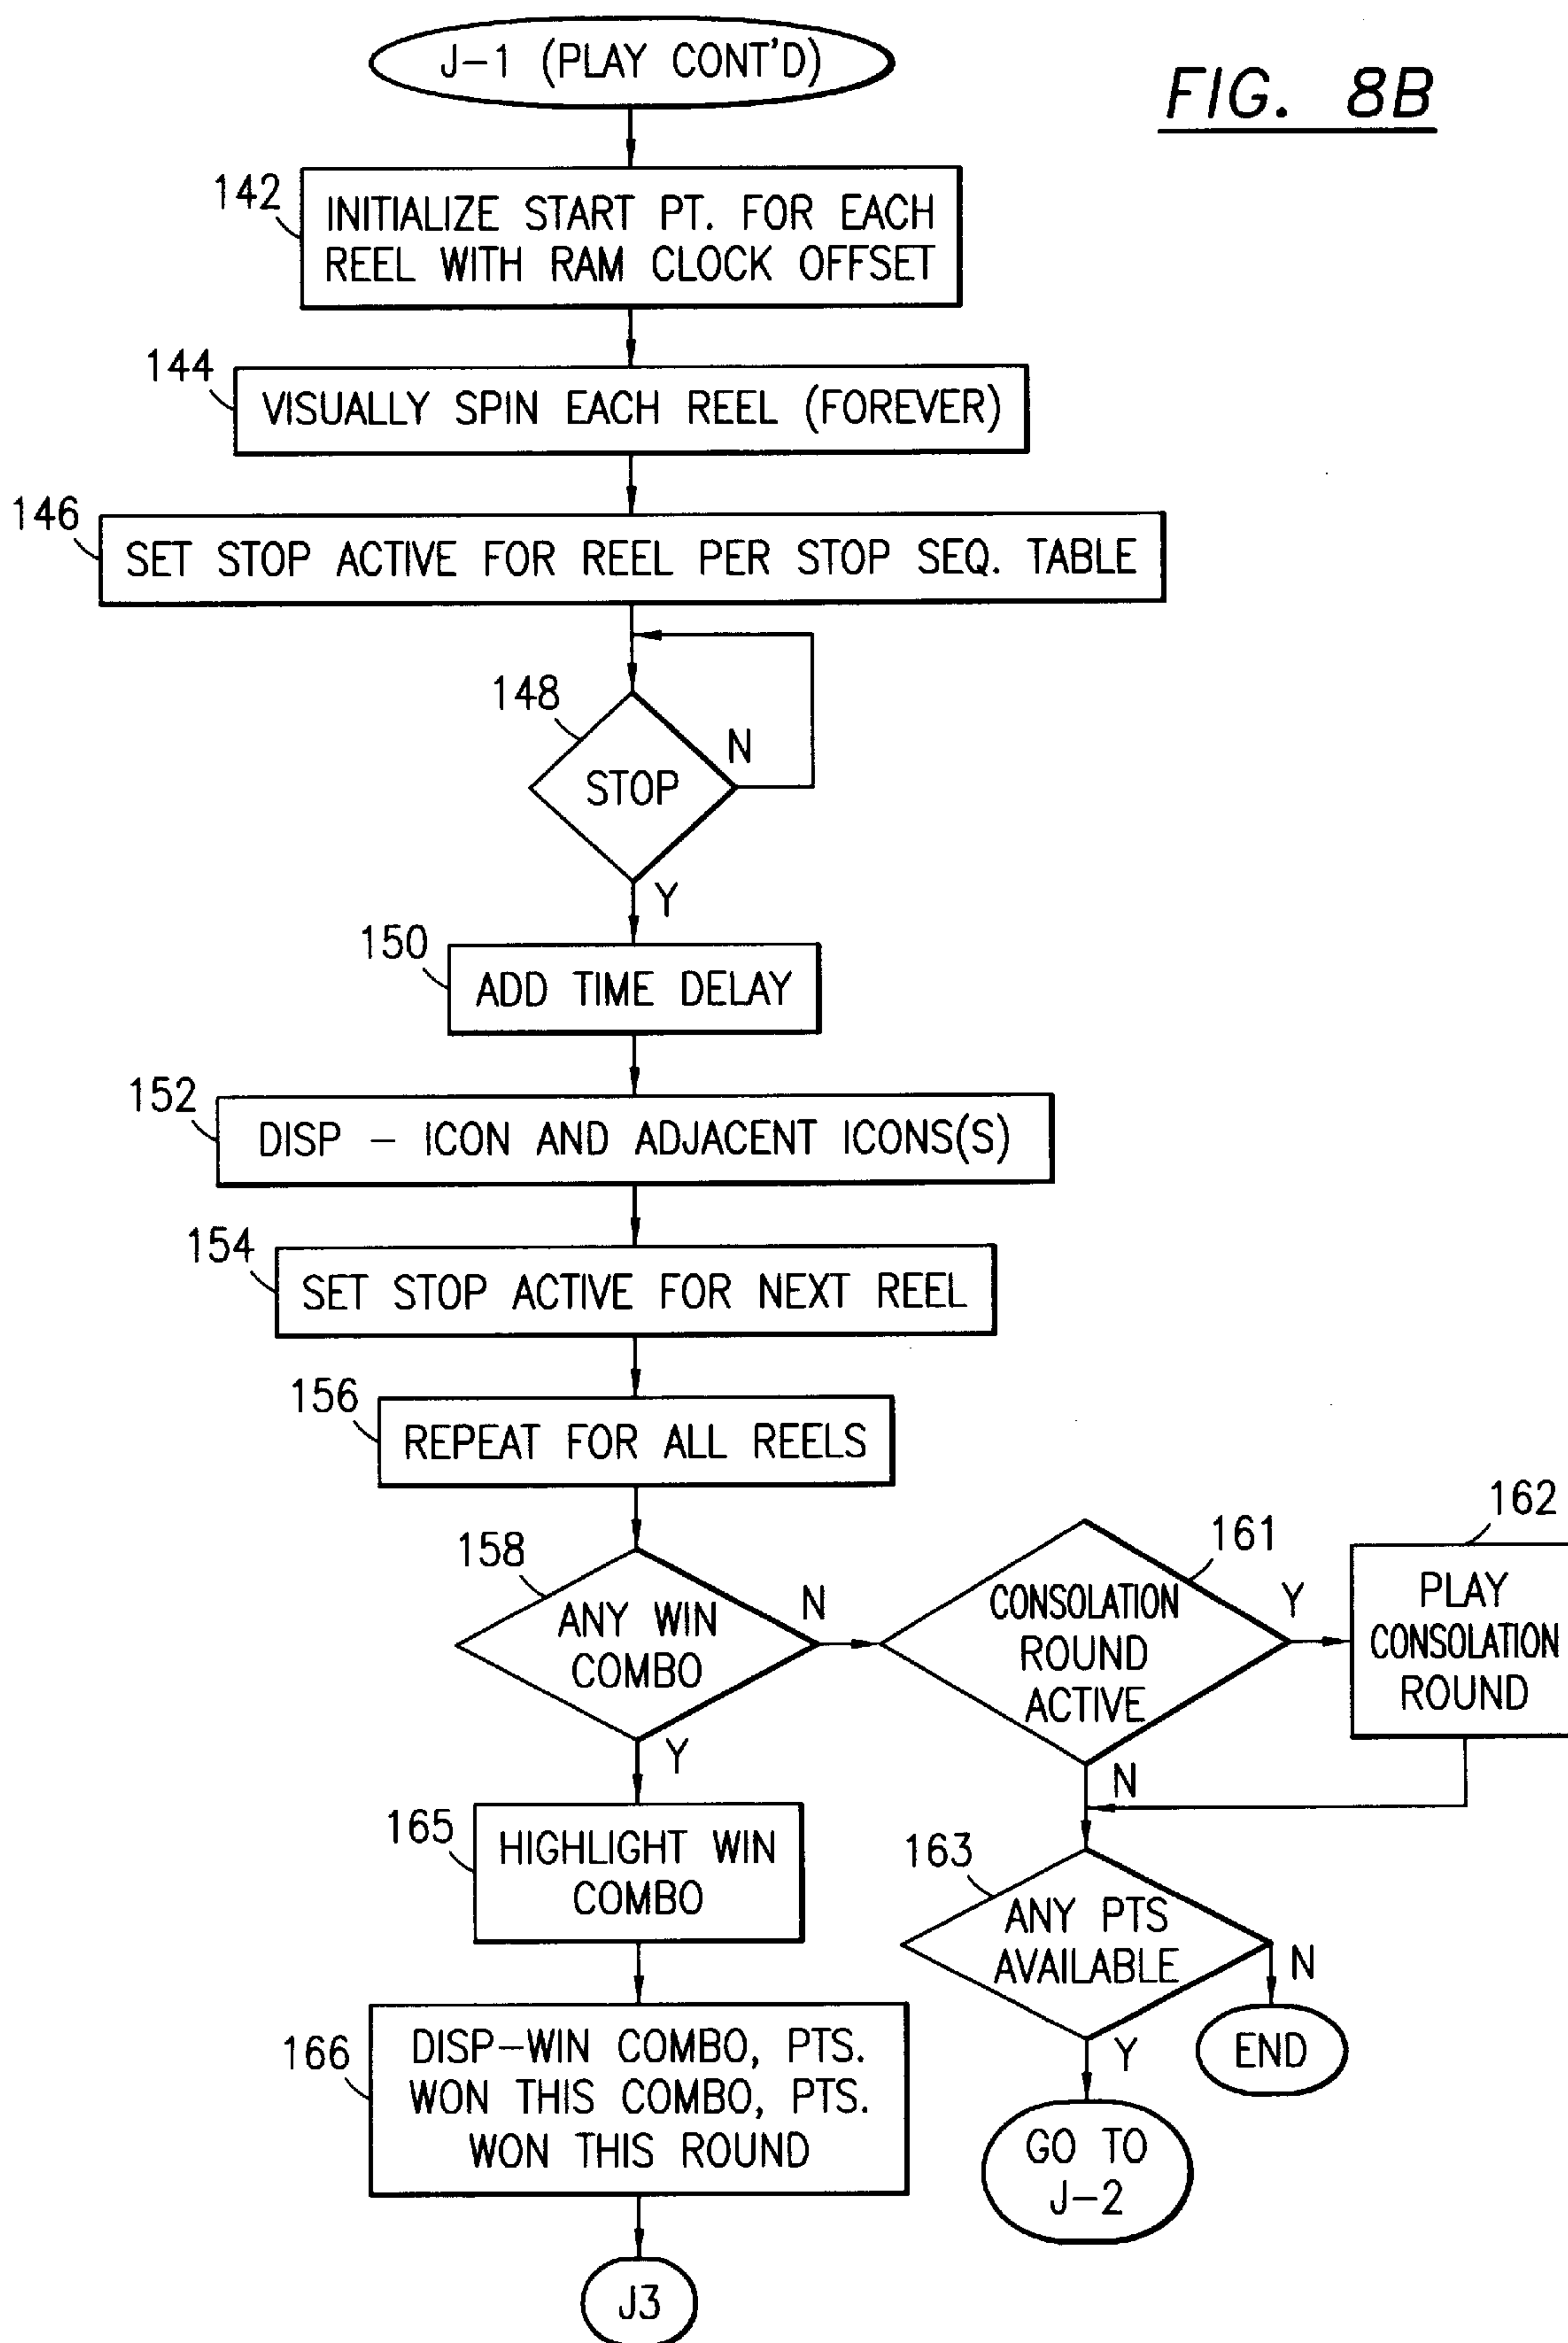 J-1 (PLAY CONT'D)
FIG. 8B
142
INITIALIZE START PT. FOR EACH
REEL WITH RAM CLOCK OFFSET
144
VISUALLY SPIN EACH REEL (FOREVER)
146
SET STOP ACTIVE FOR REEL PER STOP SEQ. TABLE
148
STOP
N
Y
150
ADD TIME DELAY
152
DISP - ICON AND ADJACENT ICONS(S)
154
SET STOP ACTIVE FOR NEXT REEL
156
REPEAT FOR ALL REELS
158
ANY WIN
COMBO
N
Y
161
CONSOLATION
ROUND
ACTIVE
Y
N
162
PLAY
CONSOLATION
ROUND
165
HIGHLIGHT WIN
COMBO
163
ANY PTS
AVAILABLE
N
Y
END
GO TO
J-2
166
DISP-WIN COMBO, PTS.
WON THIS COMBO, PTS.
WON THIS ROUND
J3